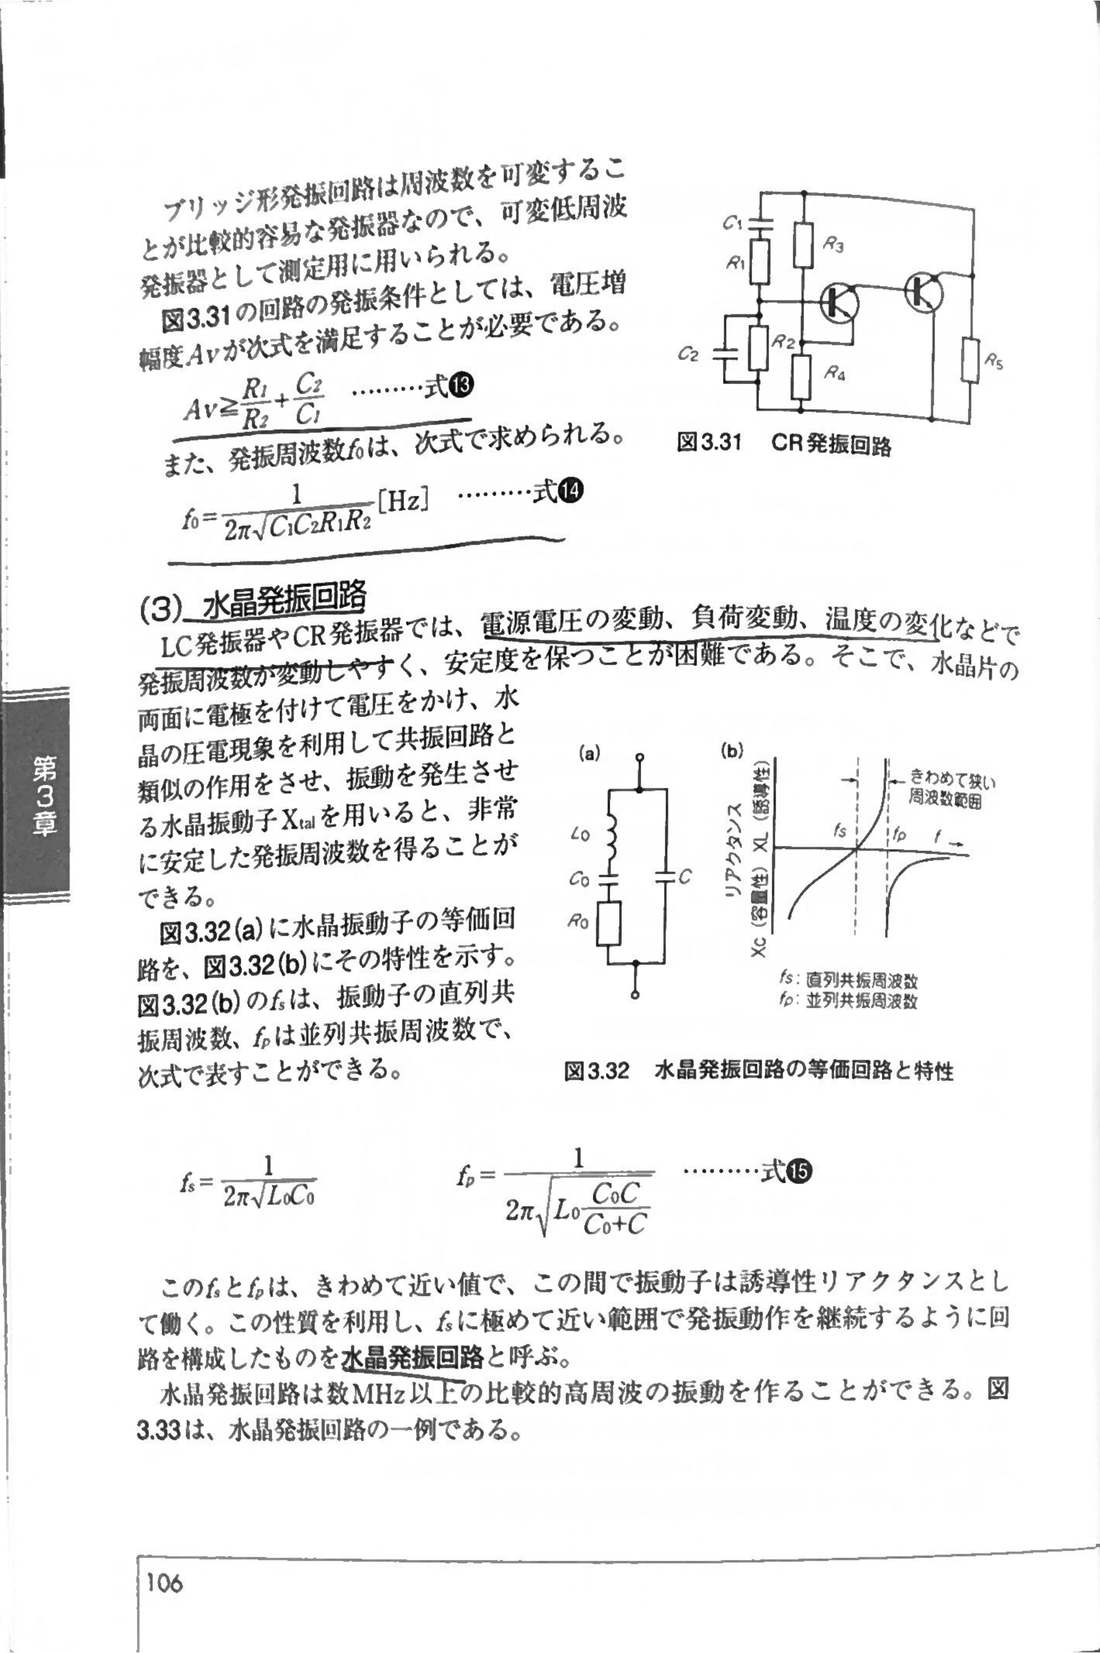 ブリッジ形発振回路は周波数を可変するこ
とが比較的容易な発振器なので、可変低周波
発振器として測定用に用いられる。
図3.31の回路の発振条件としては、電圧増
幅度Avが次式を満足することが必要である。
Av≧R1/R2+C2/C1 ………式⓭
また、発振周波数f0は、次式で求められる。
f0=1/2π√C1C2R1R2[Hz] ………式⓮
C1
R1
R3
C2
R2
R4
R5
図3.31 CR発振回路
(3) 水晶発振回路
LC発振器やCR発振器では、電源電圧の変動、負荷変動、温度の変化などで
発振周波数が変動しやすく、安定度を保つことが困難である。そこで、水晶片の
両面に電極を付けて電圧をかけ、水
晶の圧電現象を利用して共振回路と
類似の作用をさせ、振動を発生させ
る水晶振動子Xtalを用いると、非常
に安定した発振周波数を得ることが
できる。
図3.32(a)に水晶振動子の等価回
路を、図3.32(b)にその特性を示す。
図3.32(b)のfsは、振動子の直列共
振周波数、fpは並列共振周波数で、
次式で表すことができる。
第3章
(a)
L0
C0
R0
C
(b)
リアクタンス
Xc(容量性) XL(誘導性)
きわめて狭い
周波数範囲
fs
fp
f →
fs:直列共振周波数
fp:並列共振周波数
図3.32 水晶発振回路の等価回路と特性
fs=1/2π√L0C0 fp=1/2π√L0 C0C/C0+C ………式⓯
このfsとfpは、きわめて近い値で、この間で振動子は誘導性リアクタンスとし
て働く。この性質を利用し、fsに極めて近い範囲で発振動作を継続するように回
路を構成したものを水晶発振回路と呼ぶ。
水晶発振回路は数MHz以上の比較的高周波の振動を作ることができる。図
3.33は、水晶発振回路の一例である。
106